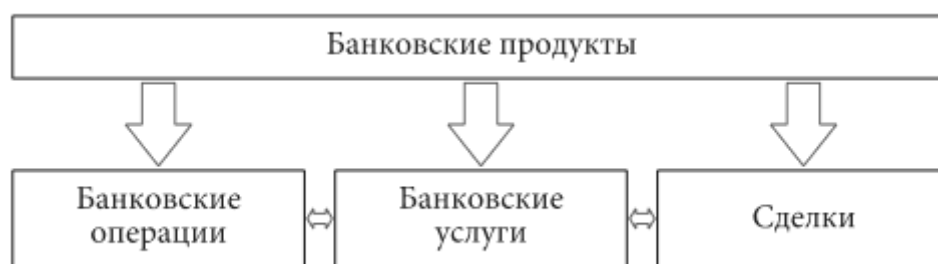 Банковские продукты
Банковские
операции
Банковские
услуги
Сделки